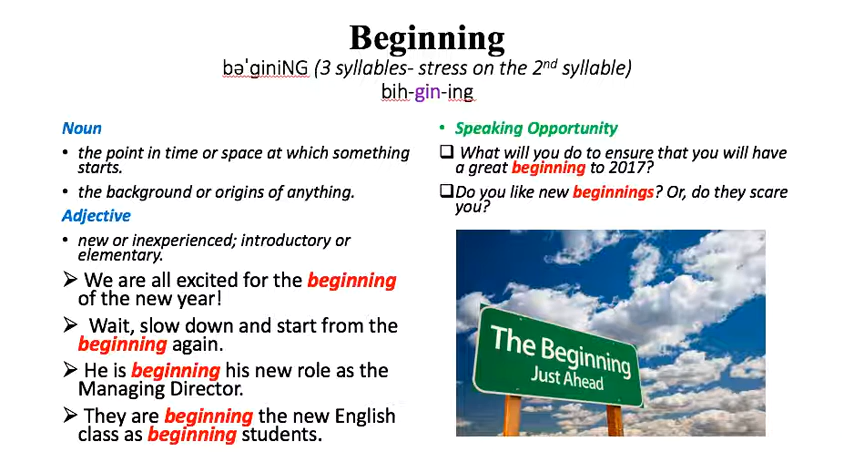 Beginning
bəˈginiNG (3 syllables- stress on the 2nd syllable)
bih-gin-ing
Noun
• the point in time or space at which something
starts.
• the background or origins of anything.
Adjective
• new or inexperienced; introductory or
elementary.
➢ We are all excited for the beginning
of the new year!
➢ Wait, slow down and start from the
beginning again.
➢ He is beginning his new role as the
Managing Director.
➢ They are beginning the new English
class as beginning students.
• Speaking Opportunity
❑ What will you do to ensure that you will have
a great beginning to 2017?
❑Do you like new beginnings? Or, do they scare
you?
The Beginning
Just Ahead